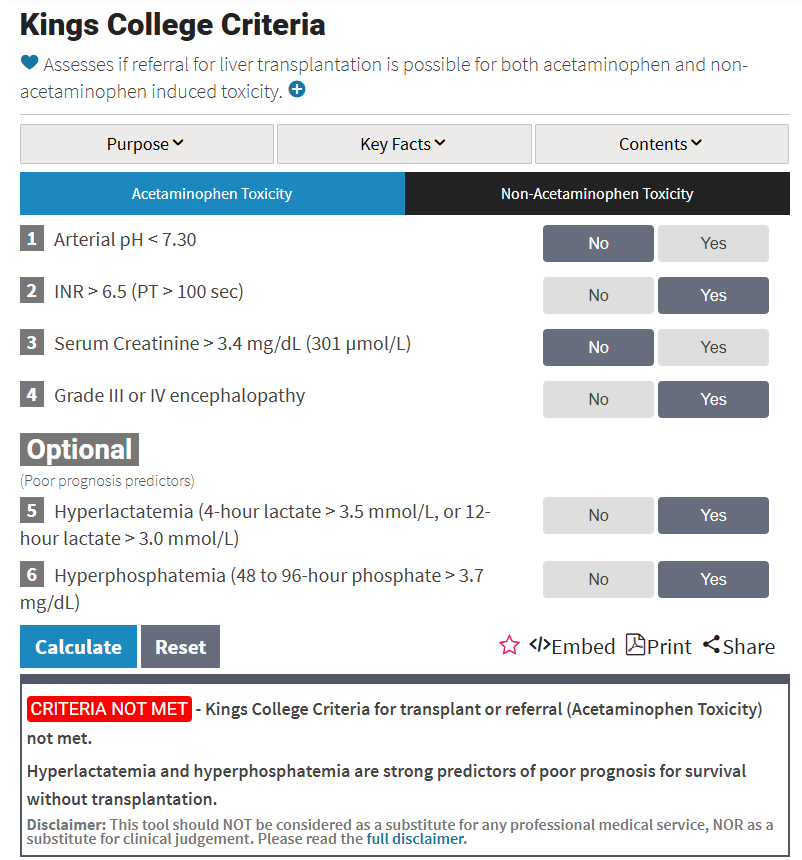 Kings College Criteria
Assesses if referral for liver transplantation is possible for both acetaminophen and non-
acetaminophen induced toxicity.
Purpose
Key Facts
Contents
Acetaminophen Toxicity
Non-Acetaminophen Toxicity
1 Arterial pH < 7.30 No Yes
2 INR > 6.5 (PT > 100 sec) No Yes
3 Serum Creatinine > 3.4 mg/dL (301 µmol/L) No Yes
4 Grade III or IV encephalopathy No Yes
Optional
(Poor prognosis predictors)
5 Hyperlactatemia (4-hour lactate > 3.5 mmol/L, or 12-
hour lactate > 3.0 mmol/L) No Yes
6 Hyperphosphatemia (48 to 96-hour phosphate > 3.7
mg/dL) No Yes
Calculate Reset </>Embed Print Share
CRITERIA NOT MET - Kings College Criteria for transplant or referral (Acetaminophen Toxicity)
not met.
Hyperlactatemia and hyperphosphatemia are strong predictors of poor prognosis for survival
without transplantation.
Disclaimer: This tool should NOT be considered as a substitute for any professional medical service, NOR as a
substitute for clinical judgement. Please read the full disclaimer.